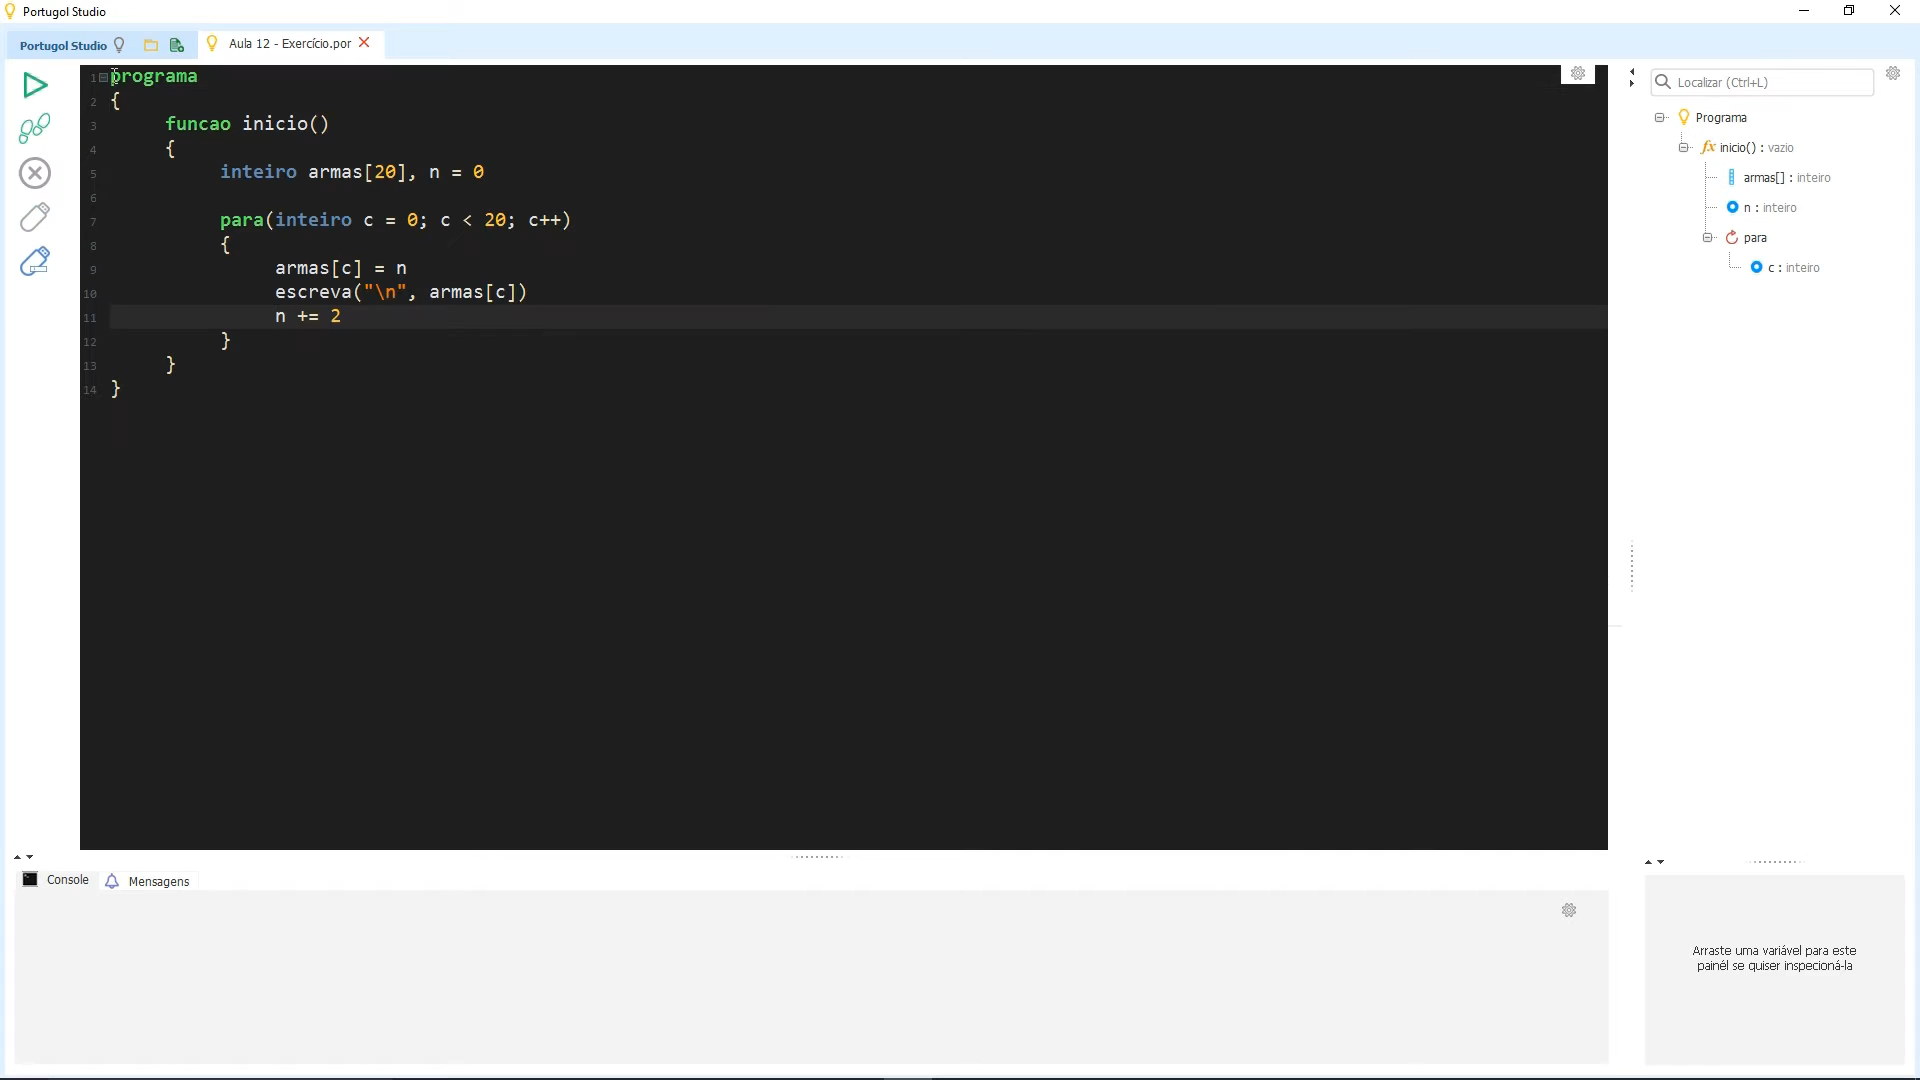 Portugol Studio
Portugol Studio
Aula 12 - Exercício.por
1 programa
2 {
3 funcao inicio()
4 {
5 inteiro armas[20], n = 0
6
7 para(inteiro c = 0; c < 20; c++)
8 {
9 armas[c] = n
10 escreva("\n", armas[c])
11 n += 2
12 }
13 }
14 }
Localizar (Ctrl+L)
Programa
fx inicio() : vazio
armas[] : inteiro
n : inteiro
para
c : inteiro
Console
Mensagens
Arraste uma variável para este
painél se quiser inspecioná-la